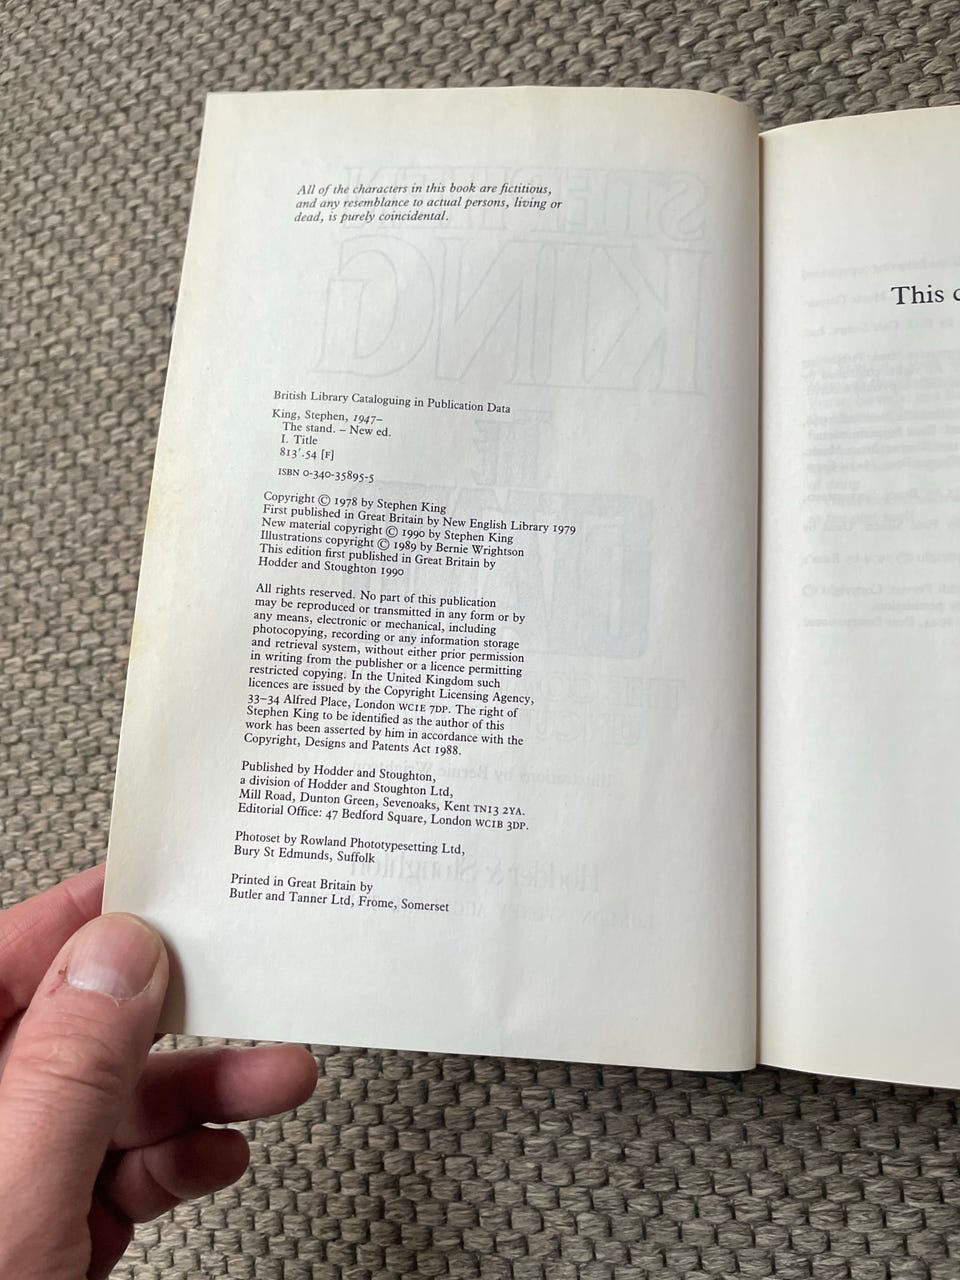 All of the characters in this book are fictitious,
and any resemblance to actual persons, living or
dead, is purely coincidental.
British Library Cataloguing in Publication Data
King, Stephen, 1947–
The stand. – New ed.
I. Title
813'.54 [F]
ISBN 0-340-35895-5
Copyright © 1978 by Stephen King
First published in Great Britain by New English Library 1979
New material copyright © 1990 by Stephen King
Illustrations copyright © 1989 by Bernie Wrightson
This edition first published in Great Britain by
Hodder and Stoughton 1990
All rights reserved. No part of this publication
may be reproduced or transmitted in any form or by
any means, electronic or mechanical, including
photocopying, recording or any information storage
and retrieval system, without either prior permission
in writing from the publisher or a licence permitting
restricted copying. In the United Kingdom such
licences are issued by the Copyright Licensing Agency,
33–34 Alfred Place, London WC1E 7DP. The right of
Stephen King to be identified as the author of this
work has been asserted by him in accordance with the
Copyright, Designs and Patents Act 1988.
Published by Hodder and Stoughton,
a division of Hodder and Stoughton Ltd,
Mill Road, Dunton Green, Sevenoaks, Kent TN13 2YA.
Editorial Office: 47 Bedford Square, London WC1B 3DP.
Photoset by Rowland Phototypesetting Ltd,
Bury St Edmunds, Suffolk
Printed in Great Britain by
Butler and Tanner Ltd, Frome, Somerset
This